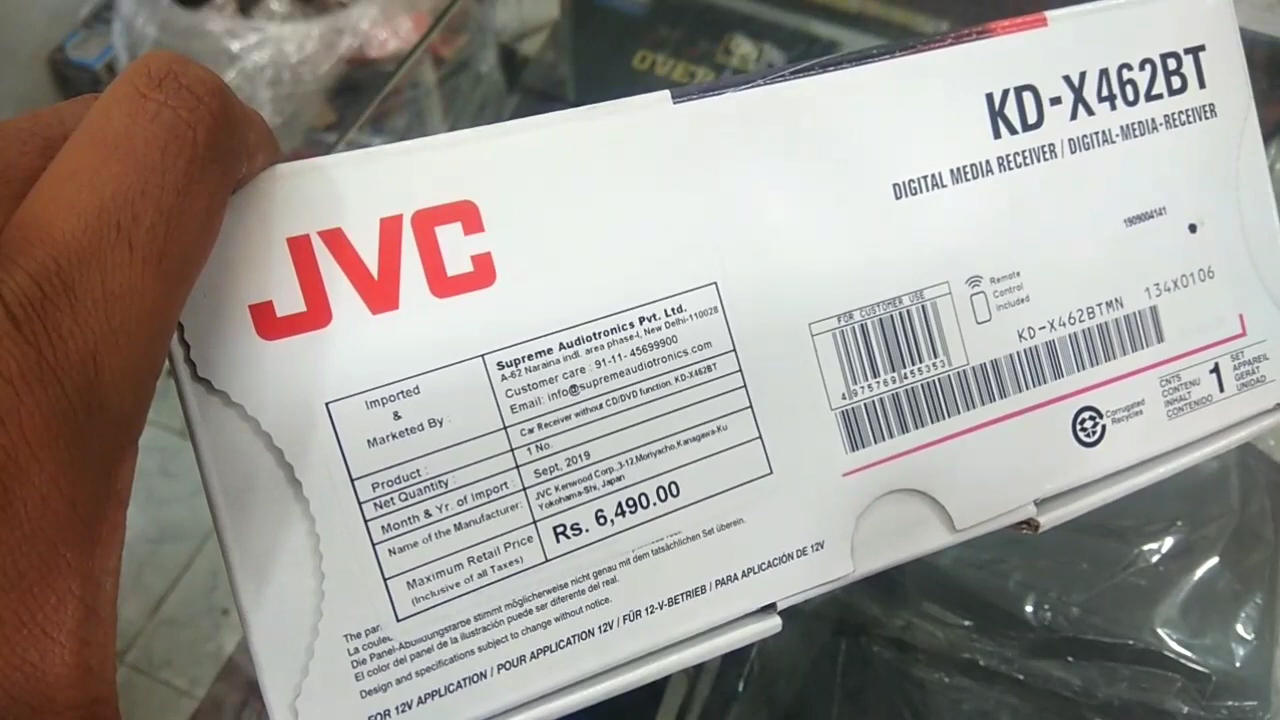 OVER
KD-X462BT
DIGITAL MEDIA RECEIVER / DIGITAL-MEDIA-RECEIVER
1909004141
JVC
Imported
&
Marketed By :
Supreme Audiotronics Pvt. Ltd.
A-62 Naraina indl. area phase-I, New Delhi-110028
Customer care : 91-11- 45699900
Email: info@supremeaudiotronics.com
Product : Car Receiver without CD/DVD function, KD-X462BT
Net Quantity : 1 No.
Month & Yr. of Import : Sept, 2019
Name of the Manufacturer: JVC Kenwood Corp.,3-12,Moriyacho,Kanagawa-Ku
Yokohama-Shi, Japan
Maximum Retail Price
(Inclusive of all Taxes)
Rs. 6,490.00
FOR CUSTOMER USE
4 975769 455353
Remote
Control
included
KD-X462BTMN 134X0106
Corrugated
Recycles
CNTS
CONTENU
INHALT
CONTENIDO
1
SET
APPAREIL
GERÄT
UNIDAD
The
La
Die Panel-Abbildungsfarbe stimmt möglicherweise nicht genau mit dem tatsächlichen Set überein.
El color del panel de la ilustración puede ser diferente del real.
Design and specifications subject to change without notice.
FOR 12V APPLICATION / POUR APPLICATION 12V / FÜR 12-V-BETRIEB / PARA APLICACIÓN DE 12V